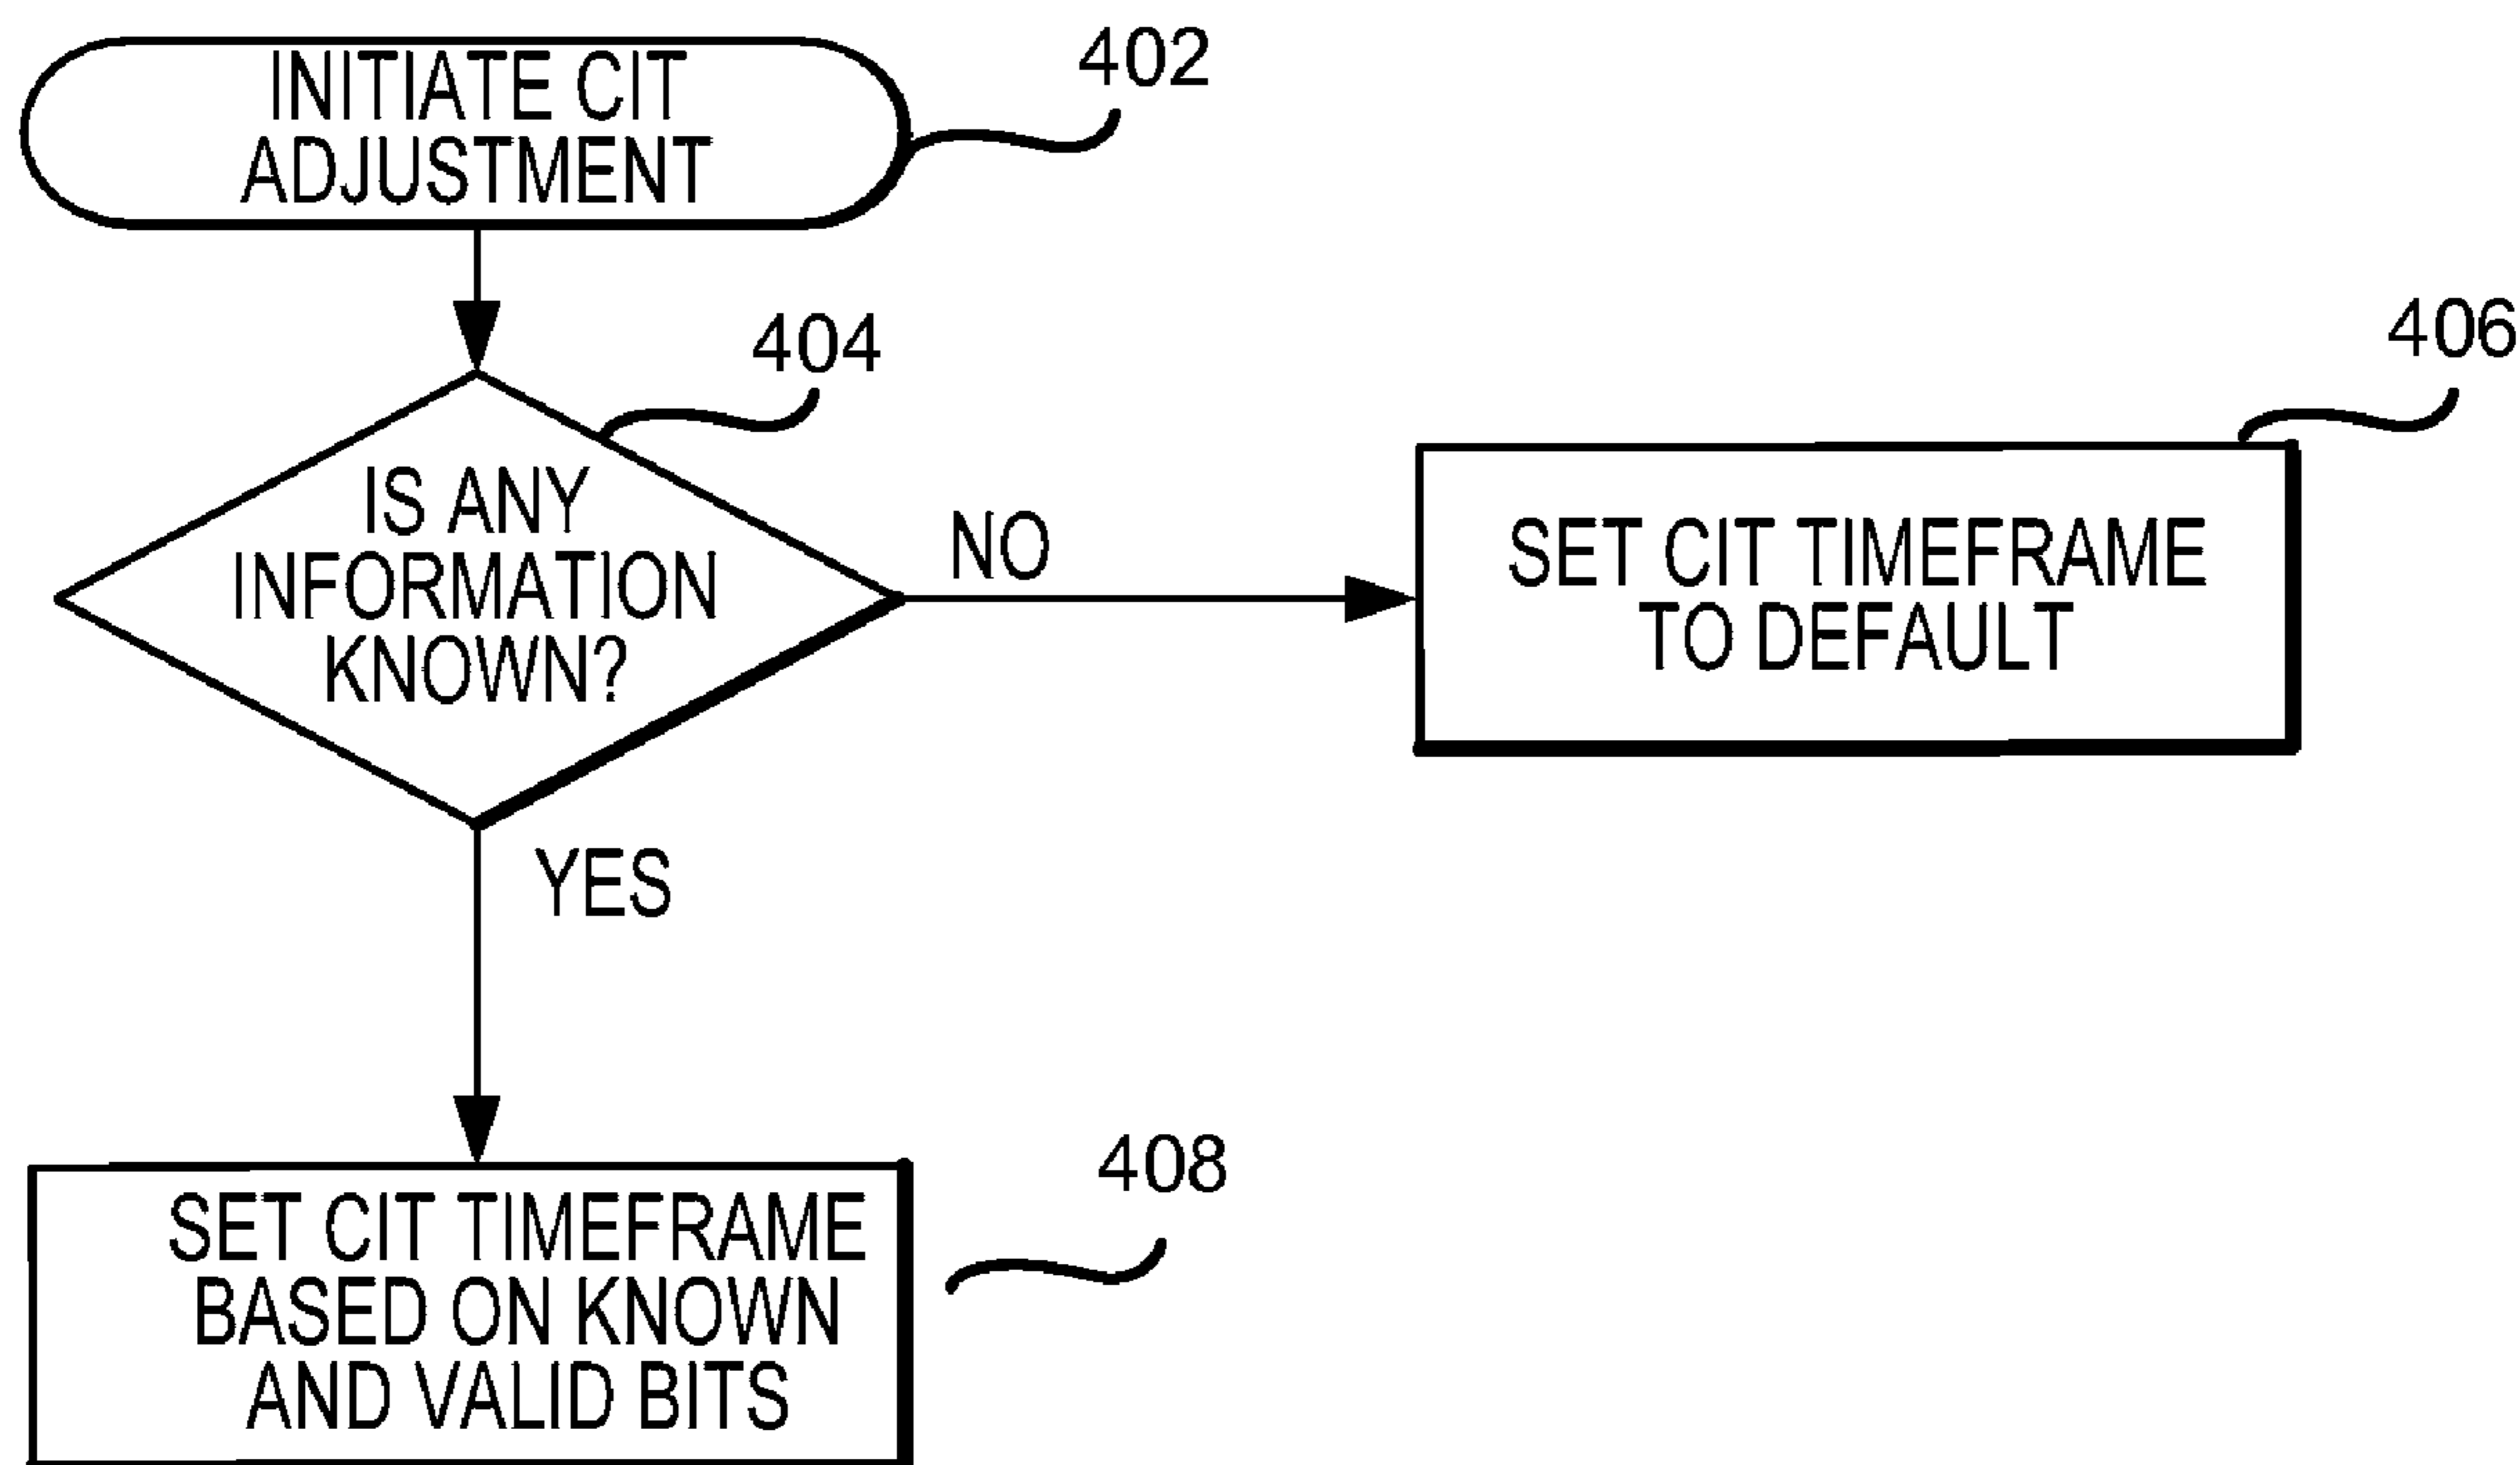 INITIATE CIT
ADJUSTMENT
402
404
IS ANY
INFORMATION
KNOWN?
NO
406
SET CIT TIMEFRAME
TO DEFAULT
YES
408
SET CIT TIMEFRAME
BASED ON KNOWN
AND VALID BITS